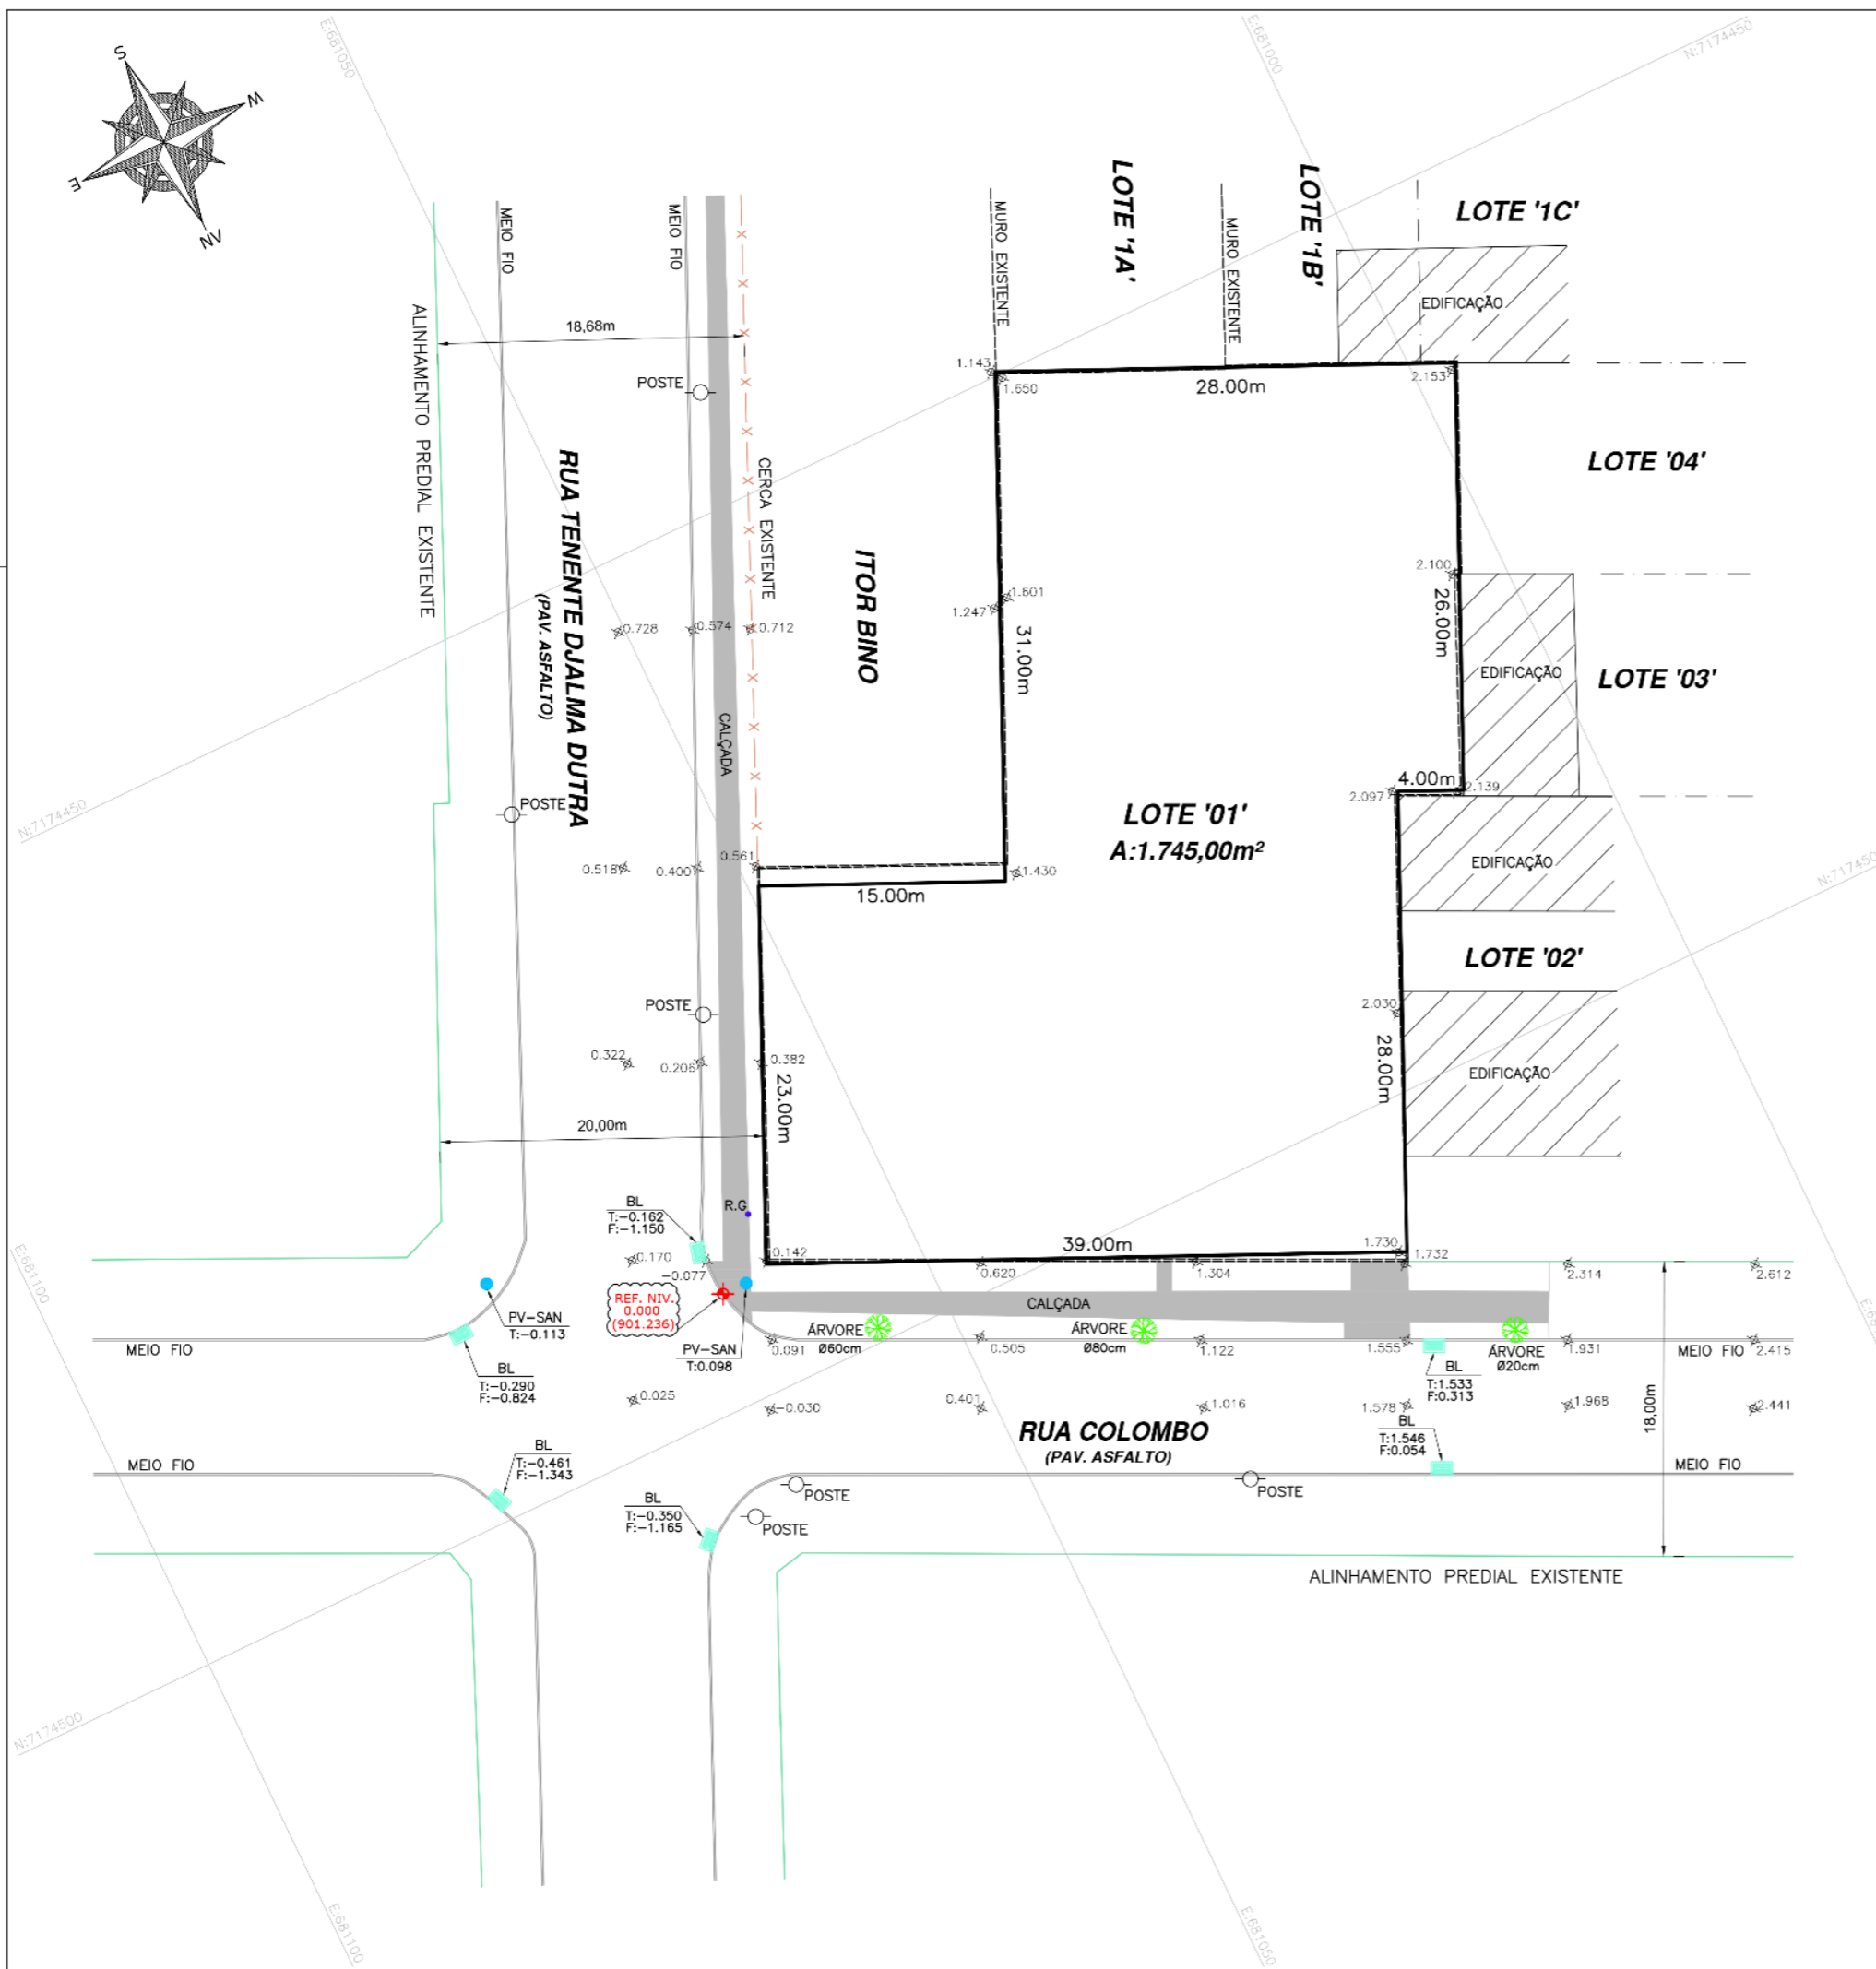 E:681050
E:681000
N:7174450
S
W
E
NW
LOTE '1A'
LOTE '1B'
LOTE '1C'
MEIO FIO
MEIO FIO
MURO EXISTENTE
MURO EXISTENTE
EDIFICAÇÃO
ALINHAMENTO PREDIAL EXISTENTE
18,68m
POSTE
1.143
1.650
28.00m
2.153
RUA TENENTE DJALMA DUTRA
(PAV. ASFALTO)
CERCA EXISTENTE
ITOR BINO
LOTE '04'
2.100
26.00m
1.601
1.247
31.00m
0.728
0.574
0.712
EDIFICAÇÃO
LOTE '03'
CALÇADA
4.00m
2.139
2.097
POSTE
N:7174450
LOTE '01'
A:1.745,00m²
0.518
0.400
0.561
1.430
15.00m
EDIFICAÇÃO
N:717450
LOTE '02'
POSTE
2.030
28.00m
0.322
0.206
0.382
23.00m
EDIFICAÇÃO
20,00m
BL
T:-0.162
F:-1.150
R.G
39.00m
1.730
1.732
0.142
0.170
-0.077
0.620
1.304
2.314
2.612
E:681100
REF. NIV.
0.000
(901.236)
CALÇADA
PV-SAN
T:-0.113
ÁRVORE
Ø60cm
ÁRVORE
Ø80cm
ÁRVORE
Ø20cm
MEIO FIO
PV-SAN
T:0.098
0.091
0.505
1.122
1.555
1.931
MEIO FIO
2.415
BL
T:-0.290
F:-0.824
BL
T:1.533
F:0.313
0.025
-0.030
0.401
1.016
1.578
1.968
2.441
18,00m
RUA COLOMBO
(PAV. ASFALTO)
BL
T:1.546
F:0.054
MEIO FIO
BL
T:-0.461
F:-1.343
MEIO FIO
BL
T:-0.350
F:-1.165
POSTE
POSTE
POSTE
ALINHAMENTO PREDIAL EXISTENTE
N:7174500
E:681100
E:681050